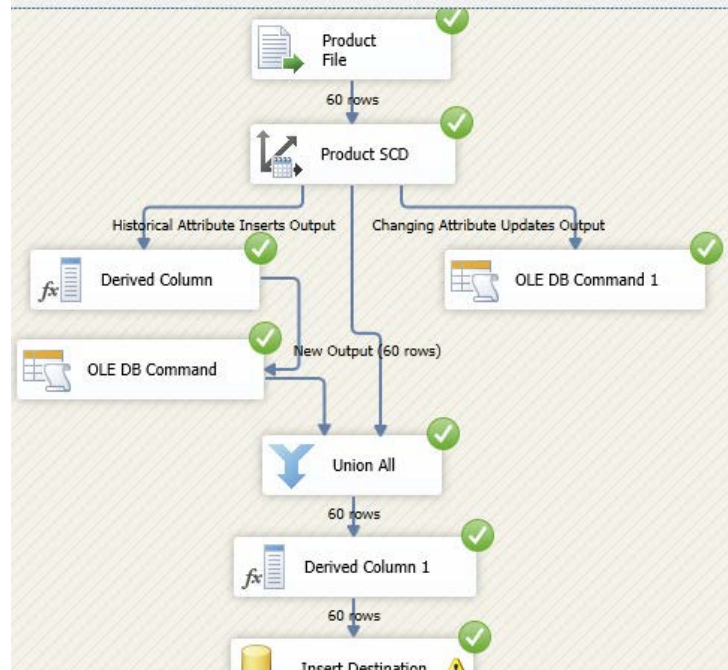 Product
File
60 rows
Product SCD
Historical Attribute Inserts Output
Changing Attribute Updates Output
fx
Derived Column
OLE DB Command 1
New Output (60 rows)
OLE DB Command
Union All
60 rows
fx
Derived Column 1
60 rows
Insert Destination